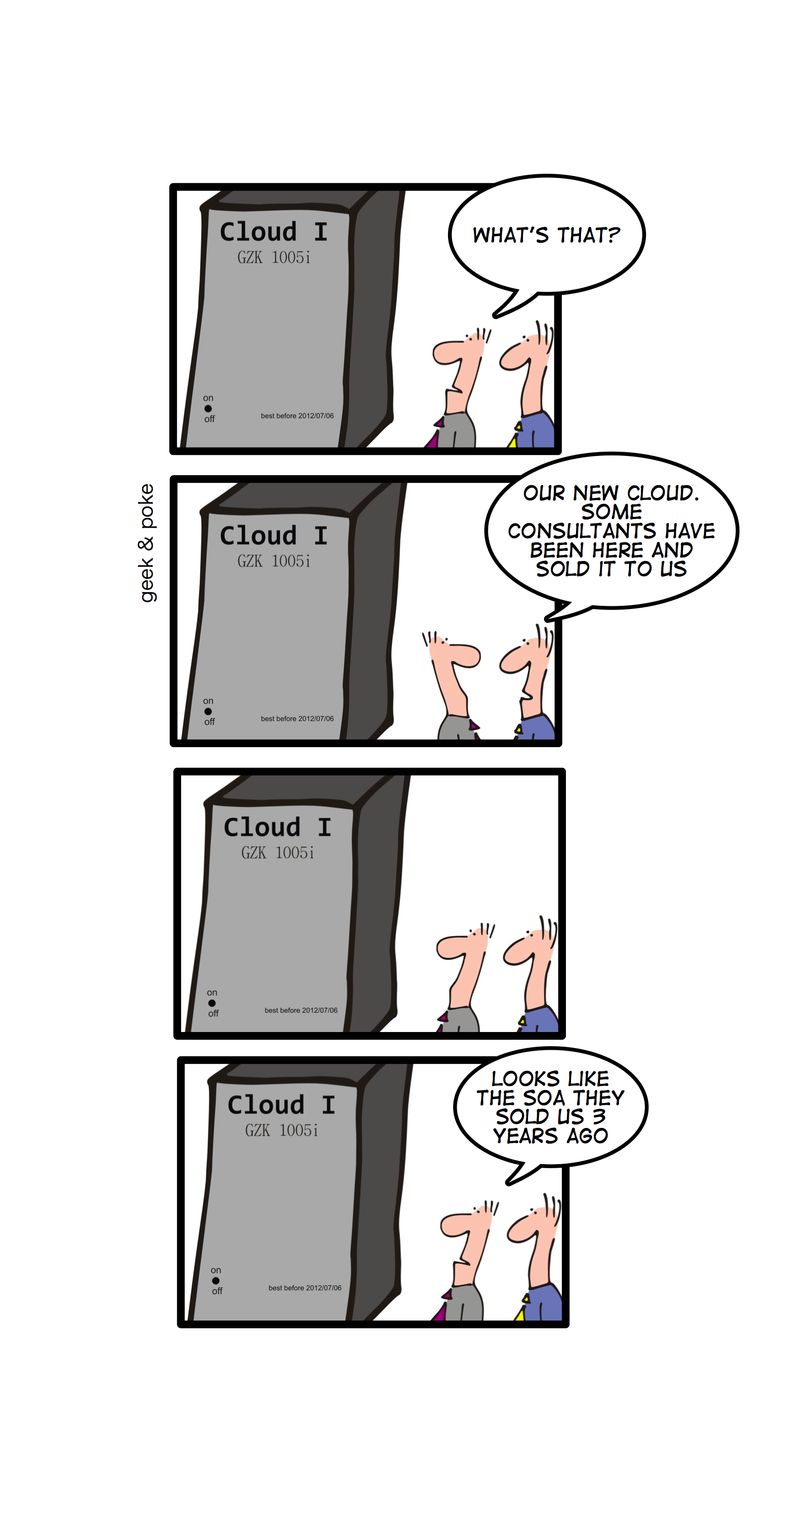 Cloud I
GZK 1005i
on
off
best before 2012/07/06
WHAT'S THAT?
geek & poke
Cloud I
GZK 1005i
on
off
best before 2012/07/06
OUR NEW CLOUD.
SOME
CONSULTANTS HAVE
BEEN HERE AND
SOLD IT TO US
Cloud I
GZK 1005i
on
off
best before 2012/07/06
Cloud I
GZK 1005i
on
off
best before 2012/07/06
LOOKS LIKE
THE SOA THEY
SOLD US 3
YEARS AGO